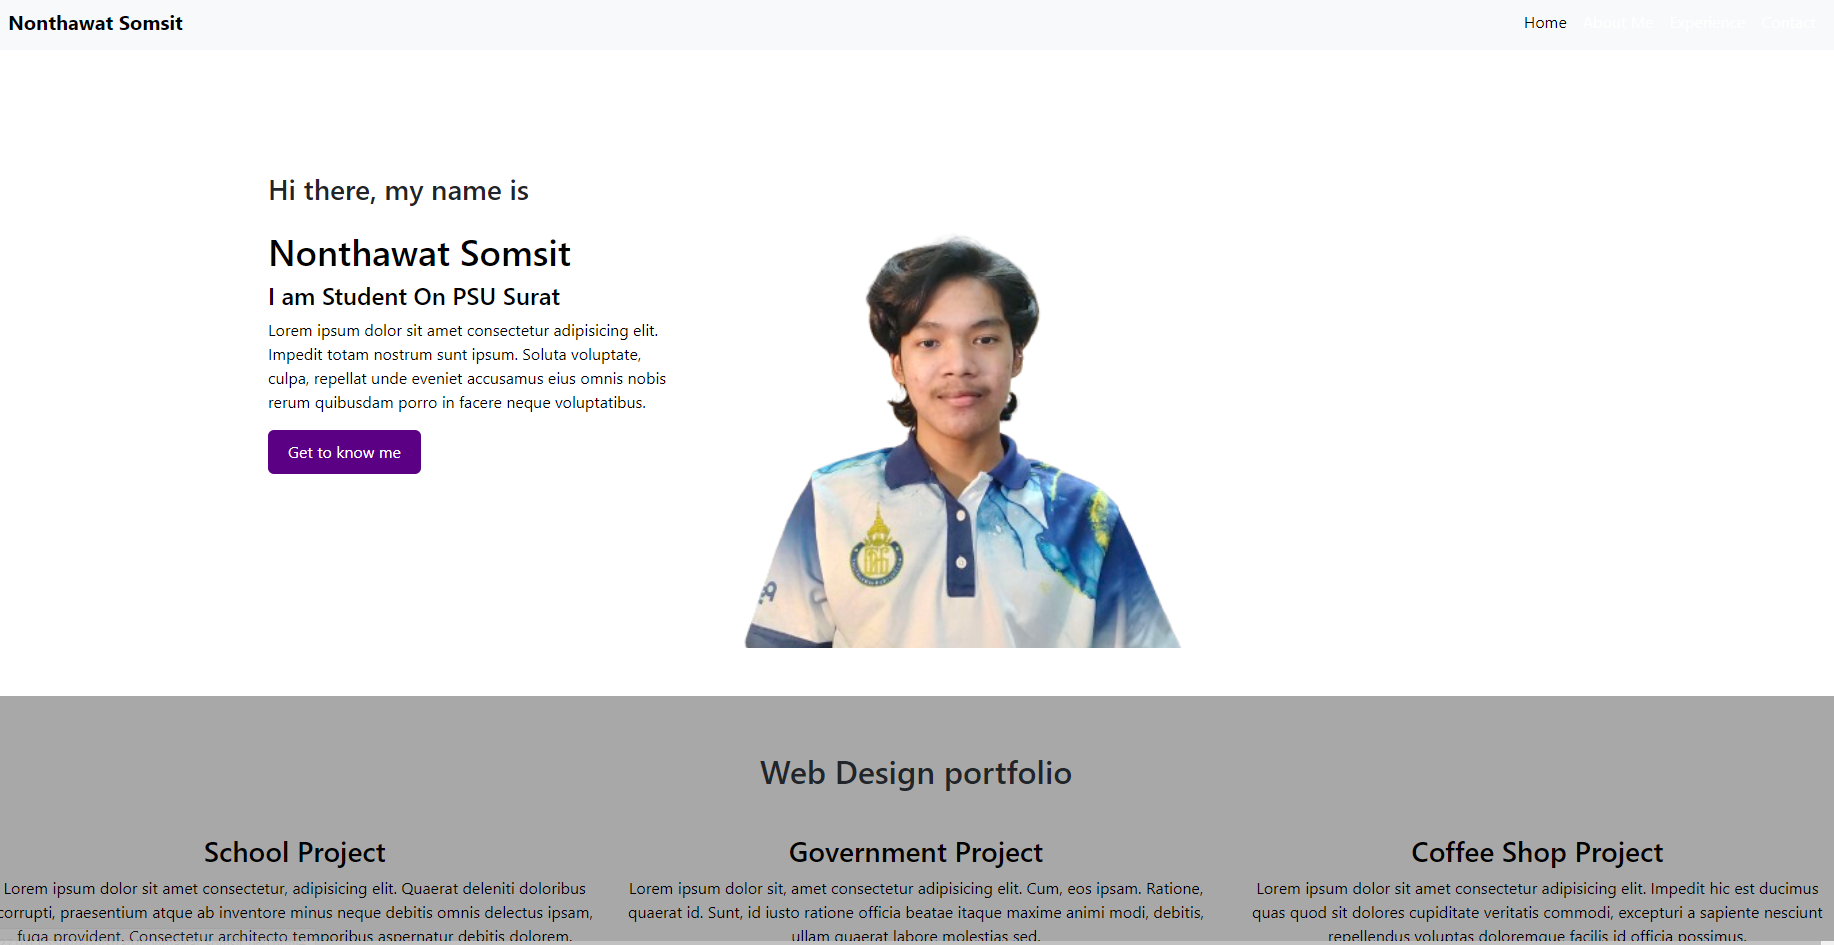 Nonthawat Somsit
Home About Me Experience Contact
Hi there, my name is
Nonthawat Somsit
I am Student On PSU Surat
Lorem ipsum dolor sit amet consectetur adipisicing elit.
Impedit totam nostrum sunt ipsum. Soluta voluptate,
culpa, repellat unde eveniet accusamus eius omnis nobis
rerum quibusdam porro in facere neque voluptatibus.
Get to know me
Web Design portfolio
School Project
Lorem ipsum dolor sit amet consectetur, adipisicing elit. Quaerat deleniti doloribus
corrupti, praesentium atque ab inventore minus neque debitis omnis delectus ipsam,
fuga provident. Consectetur architecto temporibus aspernatur debitis dolorem.
Government Project
Lorem ipsum dolor sit, amet consectetur adipisicing elit. Cum, eos ipsam. Ratione,
quaerat id. Sunt, id iusto ratione officia beatae itaque maxime animi modi, debitis,
ullam quaerat labore molestias sed.
Coffee Shop Project
Lorem ipsum dolor sit amet consectetur adipisicing elit. Impedit hic est ducimus
quas quod sit dolores cupiditate veritatis commodi, excepturi a sapiente nesciunt
repellendus voluptas doloremque facilis id officia possimus.